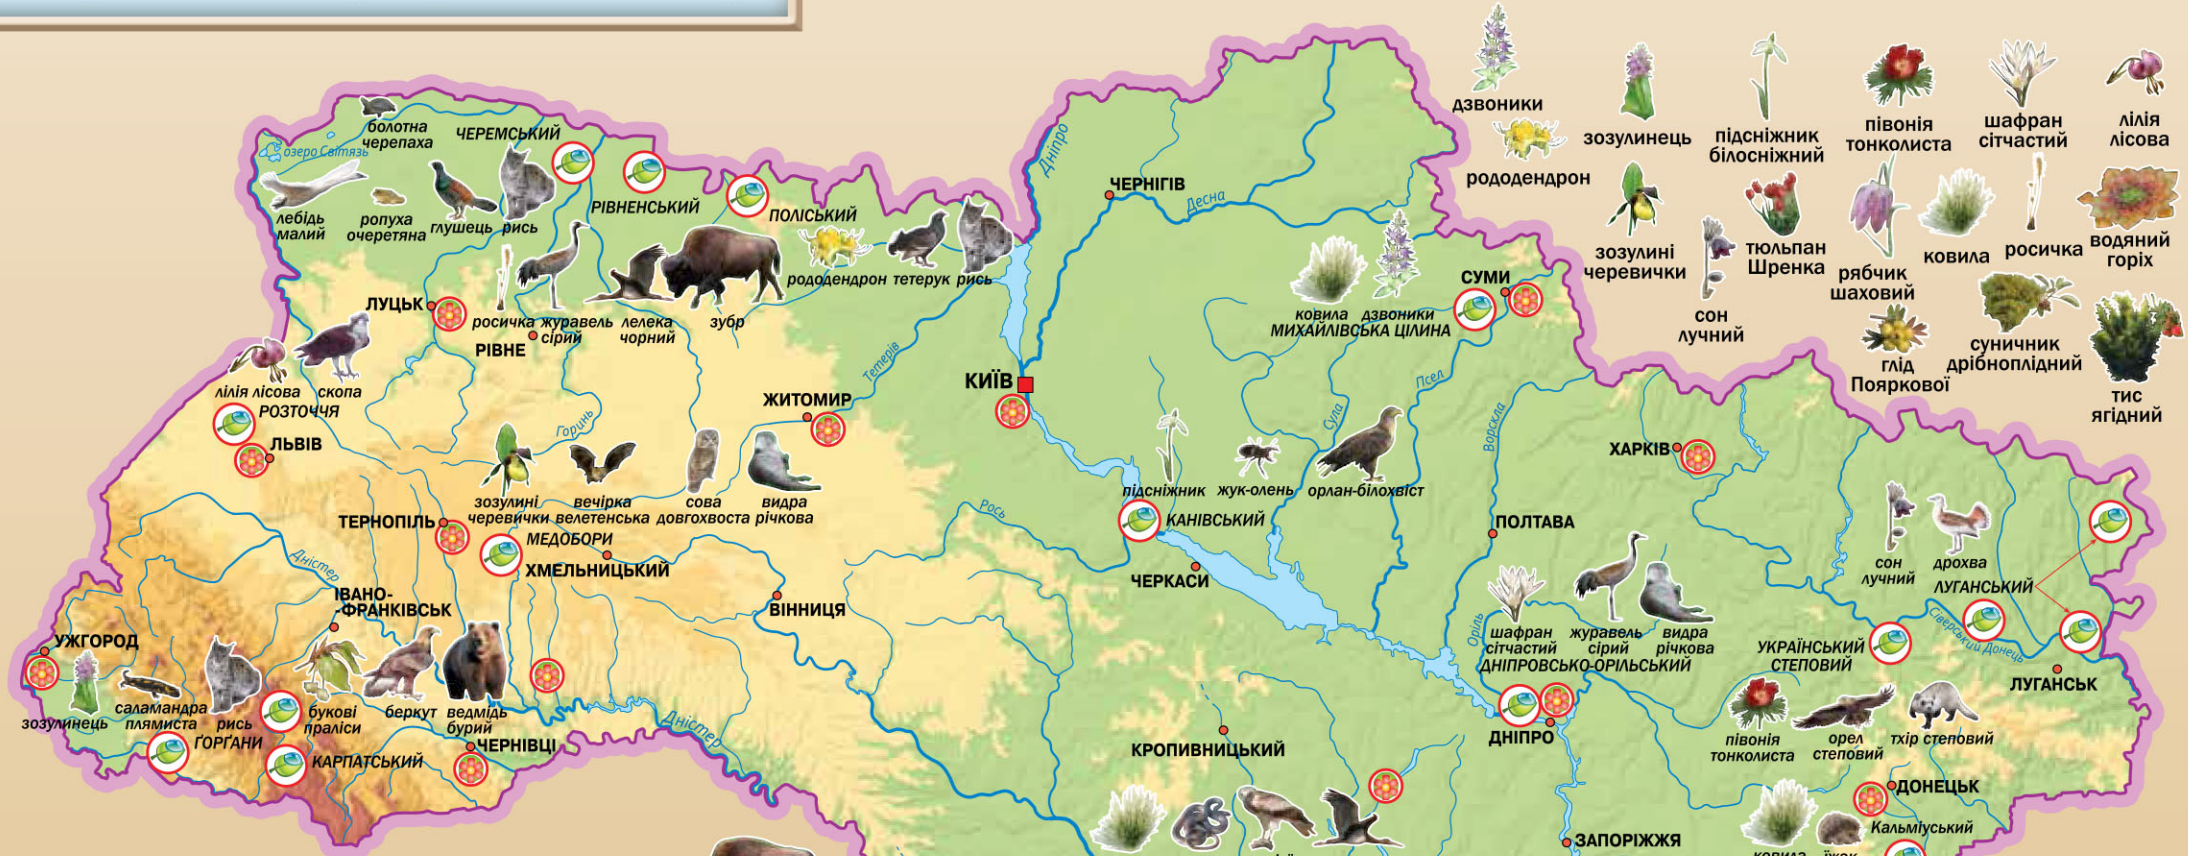 болотна
черепаха
ЧЕРЕМСЬКИЙ
озеро Світязь
лебідь
малий
ропуха
очеретяна
глушець
рись
РІВНЕНСЬКИЙ
ПОЛІСЬКИЙ
рододендрон
тетерук
рись
Дніпро
ЧЕРНІГІВ
Десна
ЛУЦЬК
росичка
журавель
сірий
лелека
чорний
зубр
РІВНЕ
ковила
дзвоники
МИХАЙЛІВСЬКА ЦІЛИНА
СУМИ
дзвоники
рододендрон
зозулинець
підсніжник
білосніжний
півонія
тонколиста
шафран
сітчастий
лілія
лісова
зозулині
черевички
сон
лучний
тюльпан
Шренка
рябчик
шаховий
ковила
росичка
водяний
горіх
глід
Пояркової
суничник
дрібноплідний
тис
ягідний
лілія лісова
скопа
РОЗТОЧЧЯ
ЛЬВІВ
Горинь
ЖИТОМИР
Тетерів
КИЇВ
Псел
Сула
Ворскла
ХАРКІВ
зозулині
черевички
вечірка
велетенська
сова
довгохвоста
видра
річкова
ТЕРНОПІЛЬ
МЕДОБОРИ
ХМЕЛЬНИЦЬКИЙ
Рось
підсніжник
жук-олень
орлан-білохвіст
КАНІВСЬКИЙ
ЧЕРКАСИ
ПОЛТАВА
сон
лучний
дрохва
ЛУГАНСЬКИЙ
Дністер
ІВАНО-
-ФРАНКІВСЬК
ВІННИЦЯ
УЖГОРОД
зозулинець
саламандра
плямиста
рись
ҐОРҐАНИ
букові
праліси
беркут
ведмідь
бурий
КАРПАТСЬКИЙ
ЧЕРНІВЦІ
Дністер
Оріль
шафран
сітчастий
журавель
сірий
видра
річкова
ДНІПРОВСЬКО-ОРІЛЬСЬКИЙ
ДНІПРО
УКРАЇНСЬКИЙ
СТЕПОВИЙ
Сіверський Донець
ЛУГАНСЬК
півонія
тонколиста
орел
степовий
тхір степовий
КРОПИВНИЦЬКИЙ
ДОНЕЦЬК
Кальміуський
ЗАПОРІЖЖЯ
ковила
їжак